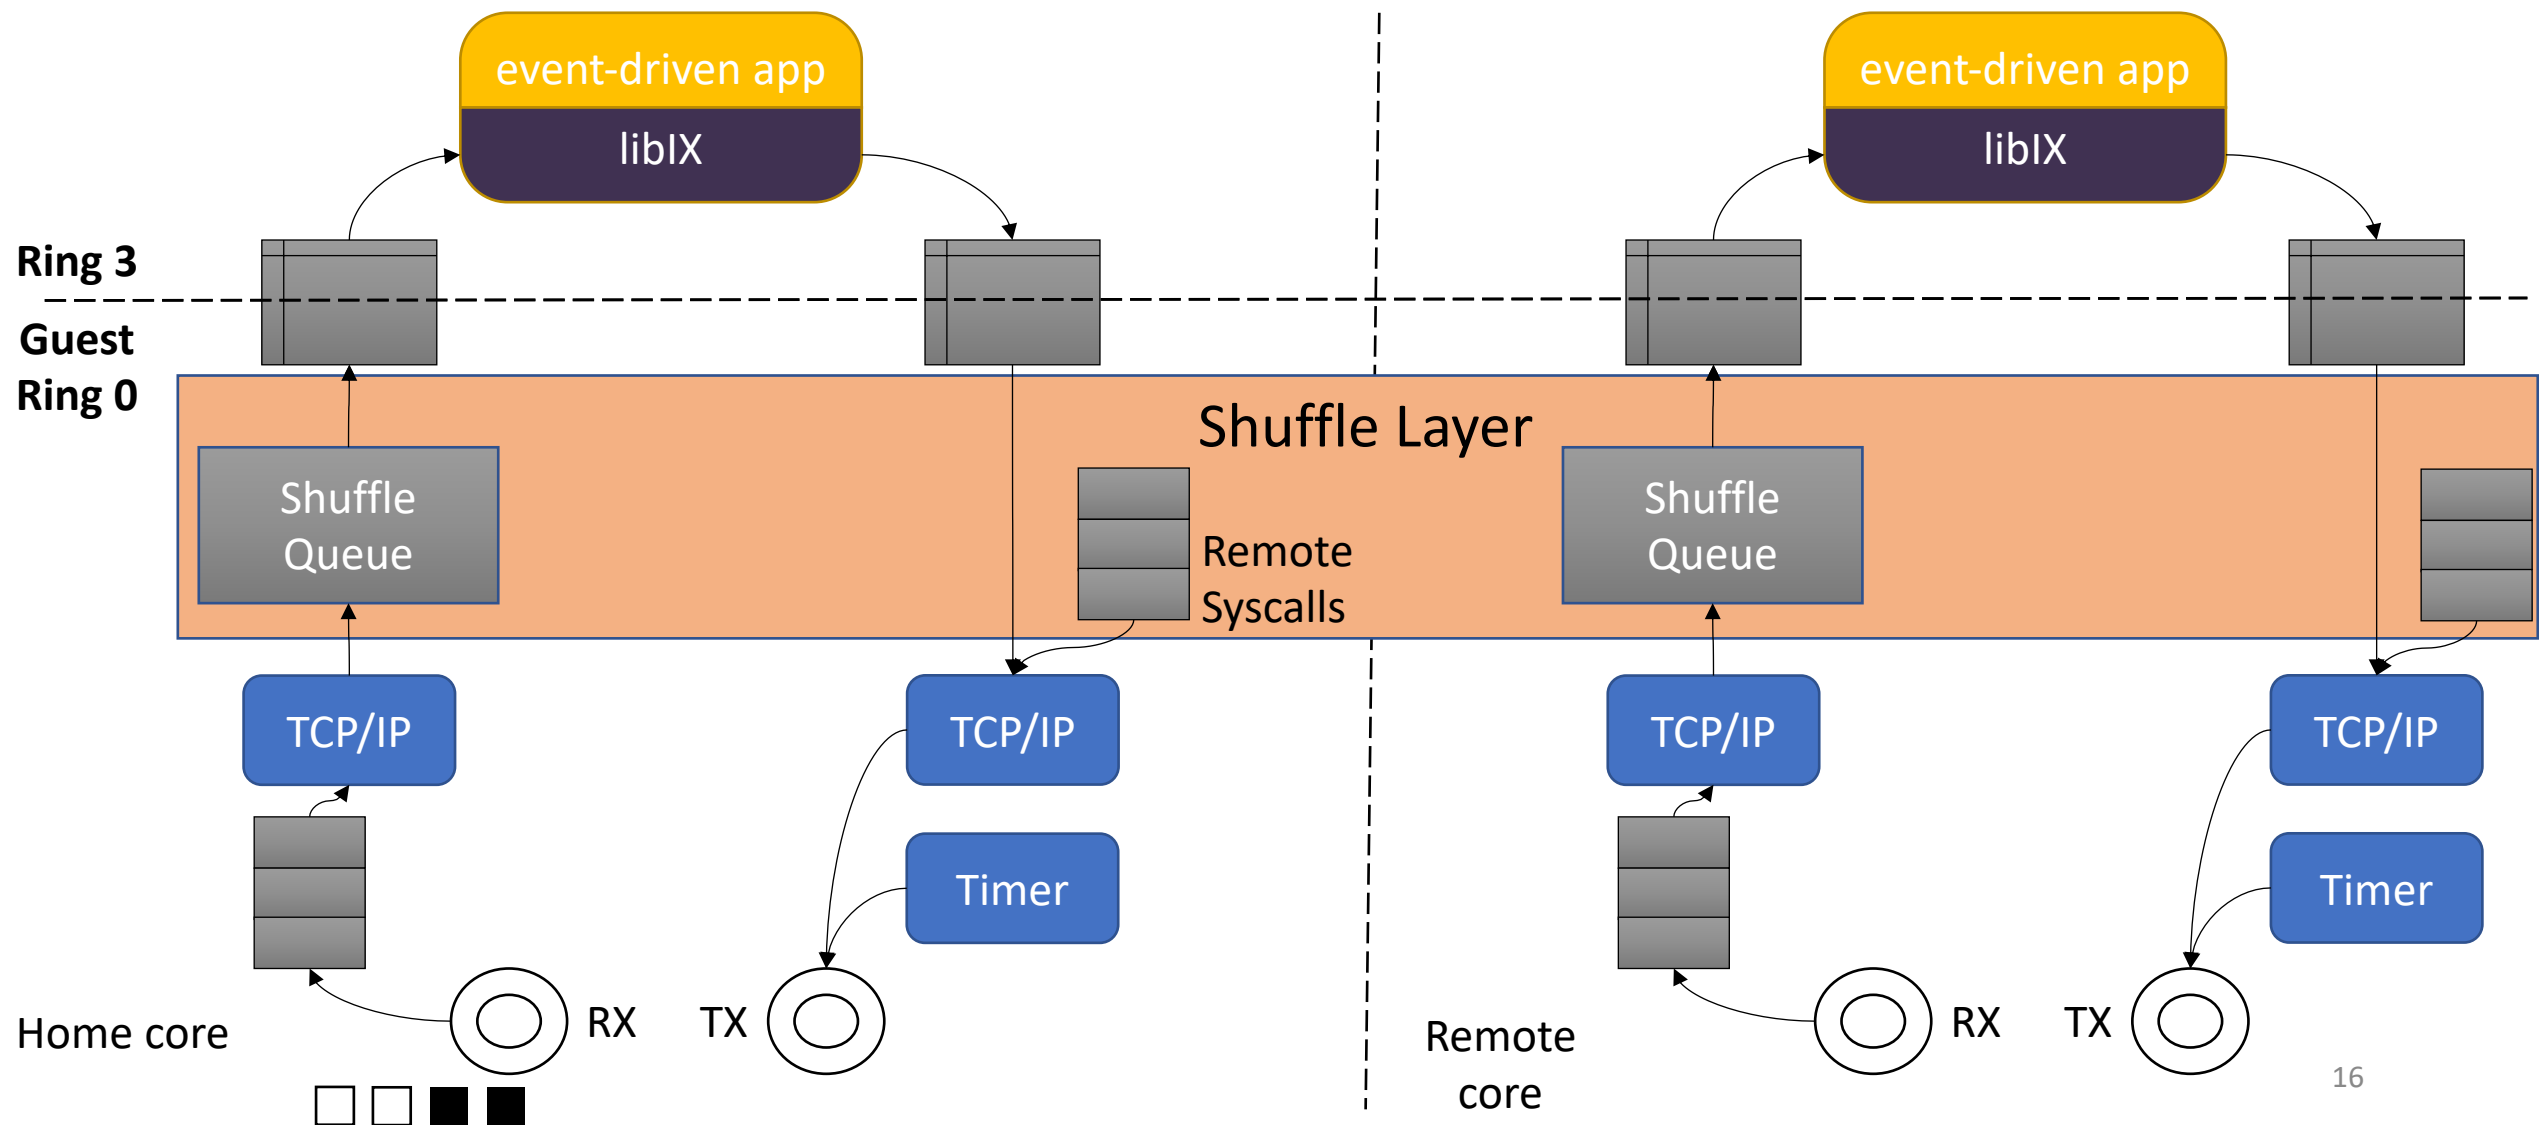 event-driven app
libIX
event-driven app
libIX
Ring 3
Guest
Ring 0
Shuffle Layer
Shuffle
Queue
Remote
Syscalls
Shuffle
Queue
TCP/IP
TCP/IP
TCP/IP
TCP/IP
Timer
Timer
Home core
RX
TX
Remote
core
RX
TX
16